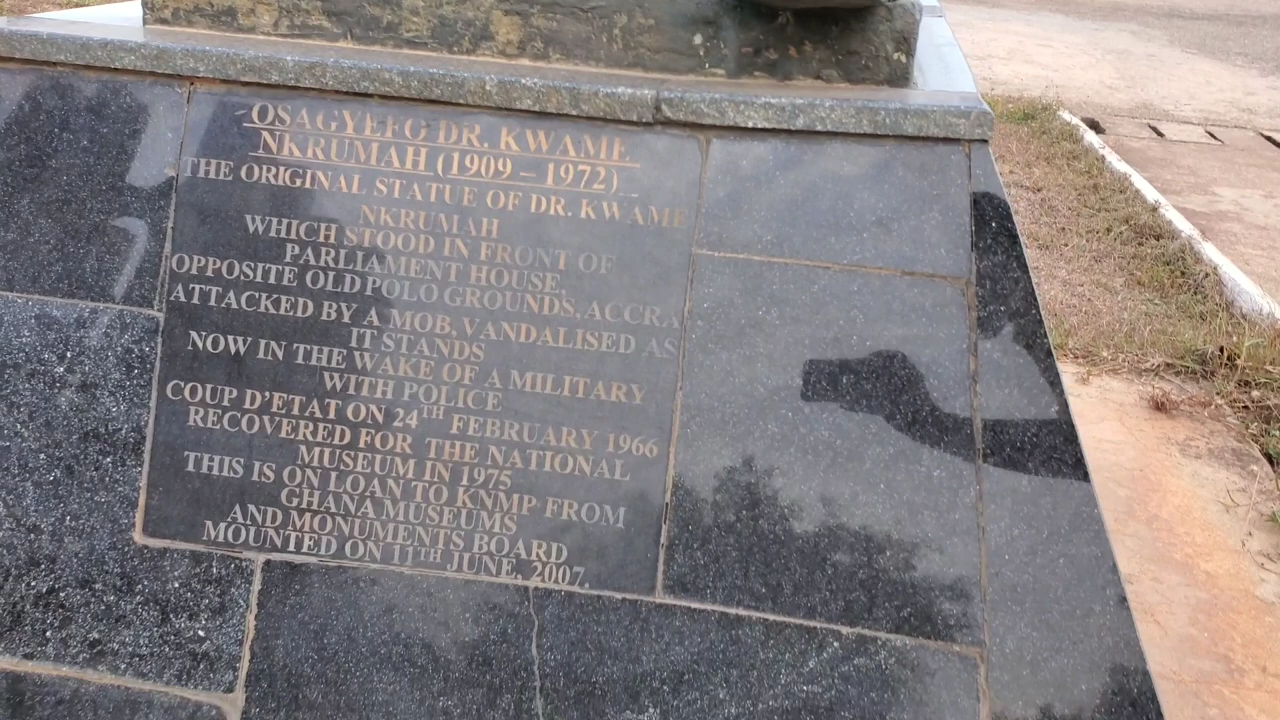 OSAGYEFO DR. KWAME
NKRUMAH (1909 – 1972)
THE ORIGINAL STATUE OF DR. KWAME
NKRUMAH
WHICH STOOD IN FRONT OF
PARLIAMENT HOUSE,
OPPOSITE OLD POLO GROUNDS, ACCRA
ATTACKED BY A MOB, VANDALISED AS
IT STANDS
NOW IN THE WAKE OF A MILITARY
WITH POLICE
COUP D'ETAT ON 24TH FEBRUARY 1966
RECOVERED FOR THE NATIONAL
MUSEUM IN 1975
THIS IS ON LOAN TO KNMP FROM
GHANA MUSEUMS
AND MONUMENTS BOARD
MOUNTED ON 11TH JUNE, 2007.